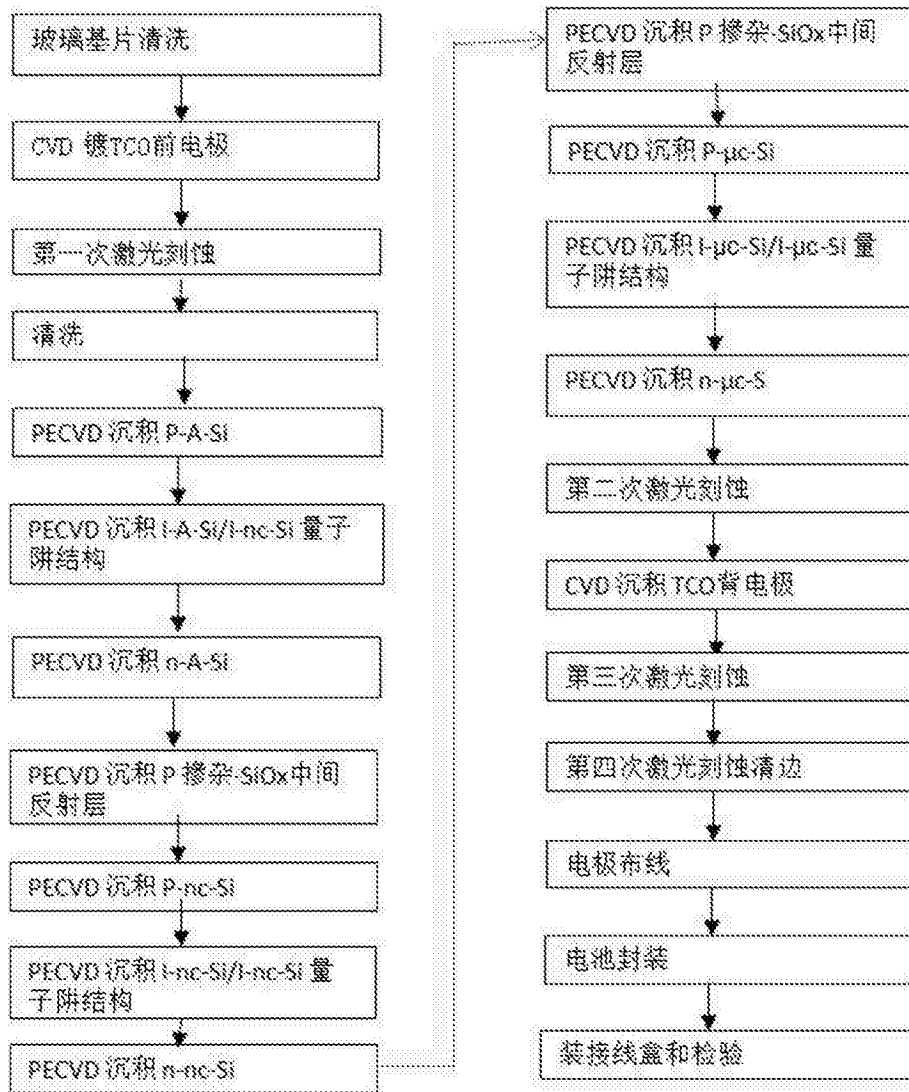 玻璃基片清洗
CVD 镀TCO前电极
第一次激光刻蚀
清洗
PECVD 沉积 P-A-Si
PECVD 沉积 I-A-Si/I-nc-Si 量子
阱结构
PECVD 沉积 n-A-Si
PECVD 沉积 P 掺杂-SiOx中间
反射层
PECVD 沉积 P-nc-Si
PECVD 沉积 I-nc-Si/I-nc-Si 量
子阱结构
PECVD 沉积 n-nc-Si
PECVD 沉积 P 掺杂-SiOx中间
反射层
PECVD 沉积 P-μc-Si
PECVD 沉积 I-μc-Si/I-μc-Si 量
子阱结构
PECVD 沉积 n-μc-S
第二次激光刻蚀
CVD 沉积 TCO背电极
第三次激光刻蚀
第四次激光刻蚀清边
电极布线
电池封装
装接线盒和检验